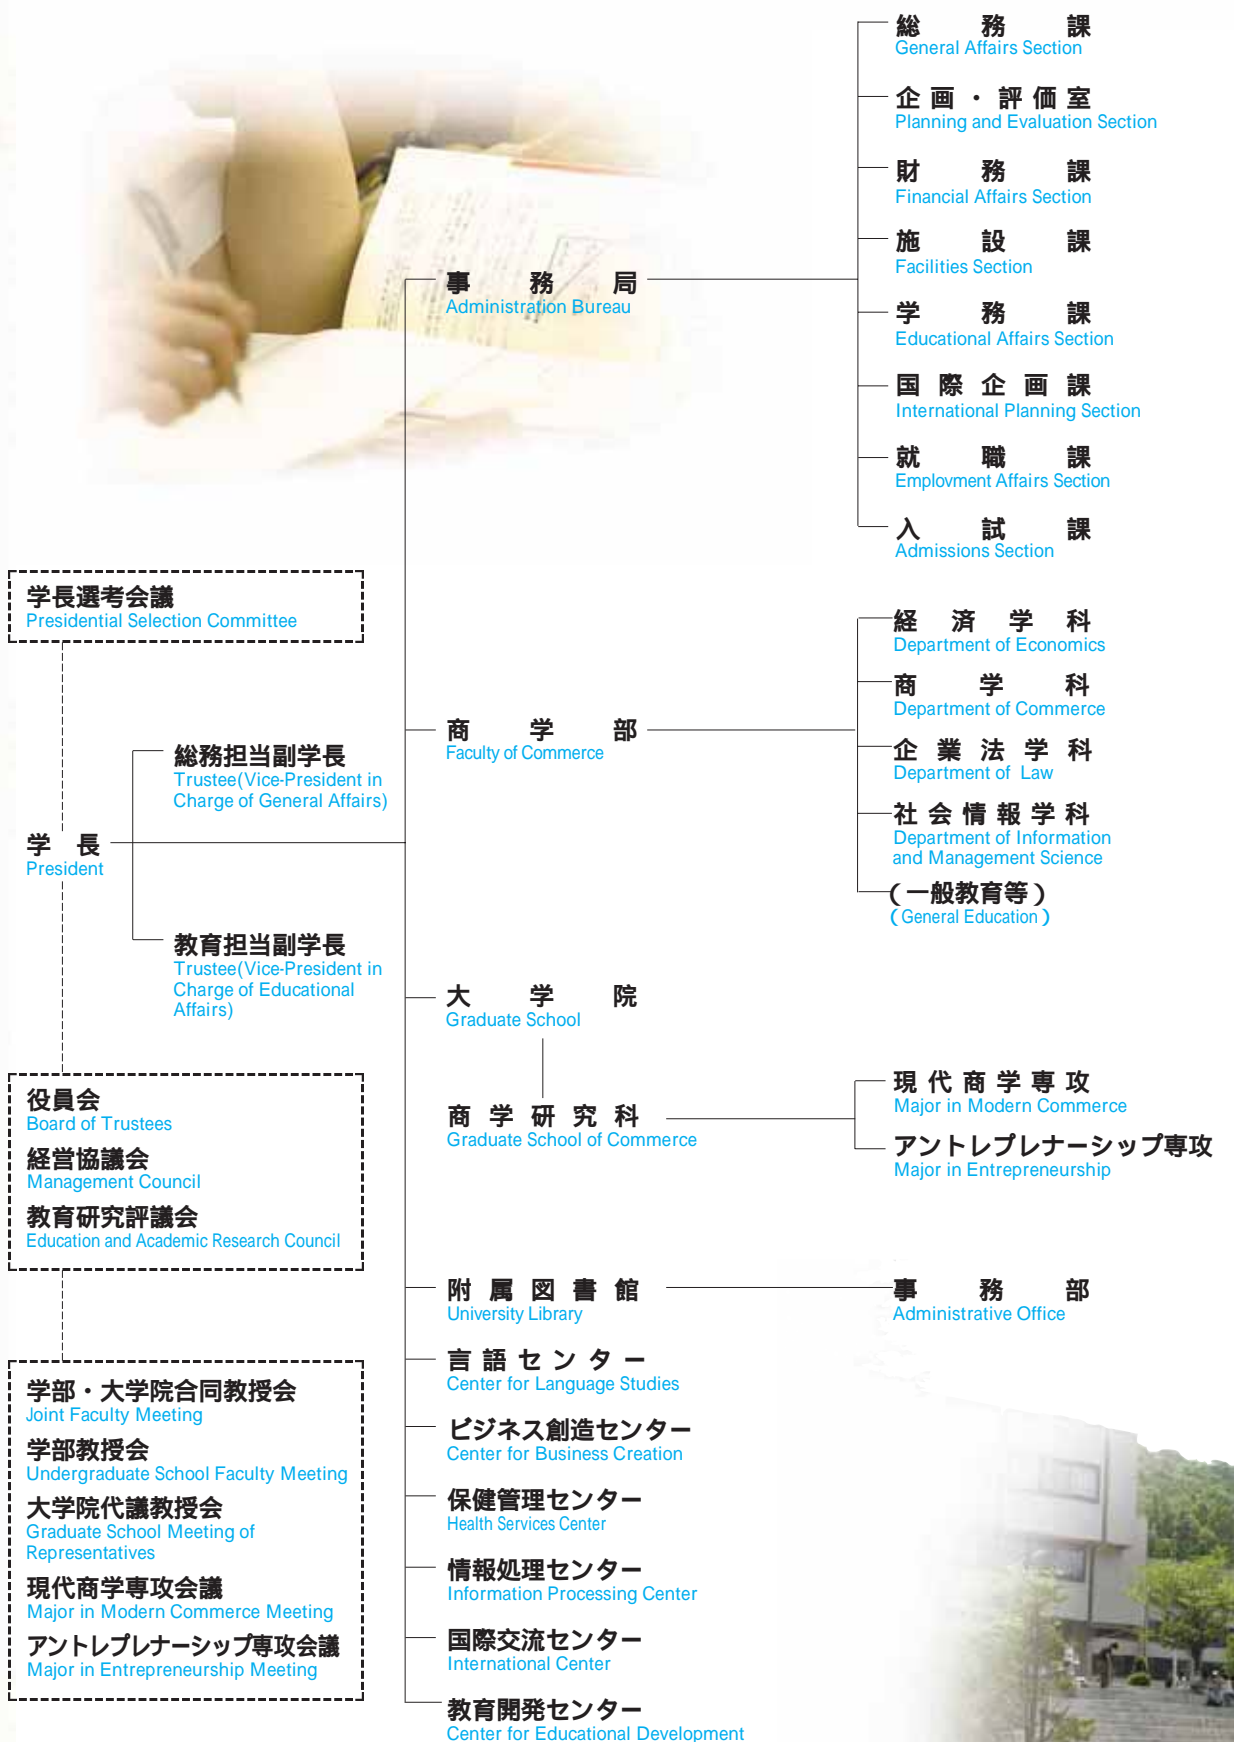 総務課
General Affairs Section
企画・評価室
Planning and Evaluation Section
財務課
Financial Affairs Section
施設課
Facilities Section
事務局
Administration Bureau
学務課
Educational Affairs Section
国際企画課
International Planning Section
就職課
Employment Affairs Section
入試課
Admissions Section
学長選考会議
Presidential Selection Committee
総務担当副学長
Trustee(Vice-President in
Charge of General Affairs)
学長
President
教育担当副学長
Trustee(Vice-President in
Charge of Educational
Affairs)
役員会
Board of Trustees
経営協議会
Management Council
教育研究評議会
Education and Academic Research Council
学部・大学院合同教授会
Joint Faculty Meeting
学部教授会
Undergraduate School Faculty Meeting
大学院代議教授会
Graduate School Meeting of
Representatives
現代商学専攻会議
Major in Modern Commerce Meeting
アントレプレナーシップ専攻会議
Major in Entrepreneurship Meeting
商学部
Faculty of Commerce
経済学科
Department of Economics
商学科
Department of Commerce
企業法学科
Department of Law
社会情報学科
Department of Information
and Management Science
（一般教育等）
（General Education）
大学院
Graduate School
商学研究科
Graduate School of Commerce
現代商学専攻
Major in Modern Commerce
アントレプレナーシップ専攻
Major in Entrepreneurship
附属図書館
University Library
事務部
Administrative Office
言語センター
Center for Language Studies
ビジネス創造センター
Center for Business Creation
保健管理センター
Health Services Center
情報処理センター
Information Processing Center
国際交流センター
International Center
教育開発センター
Center for Educational Development